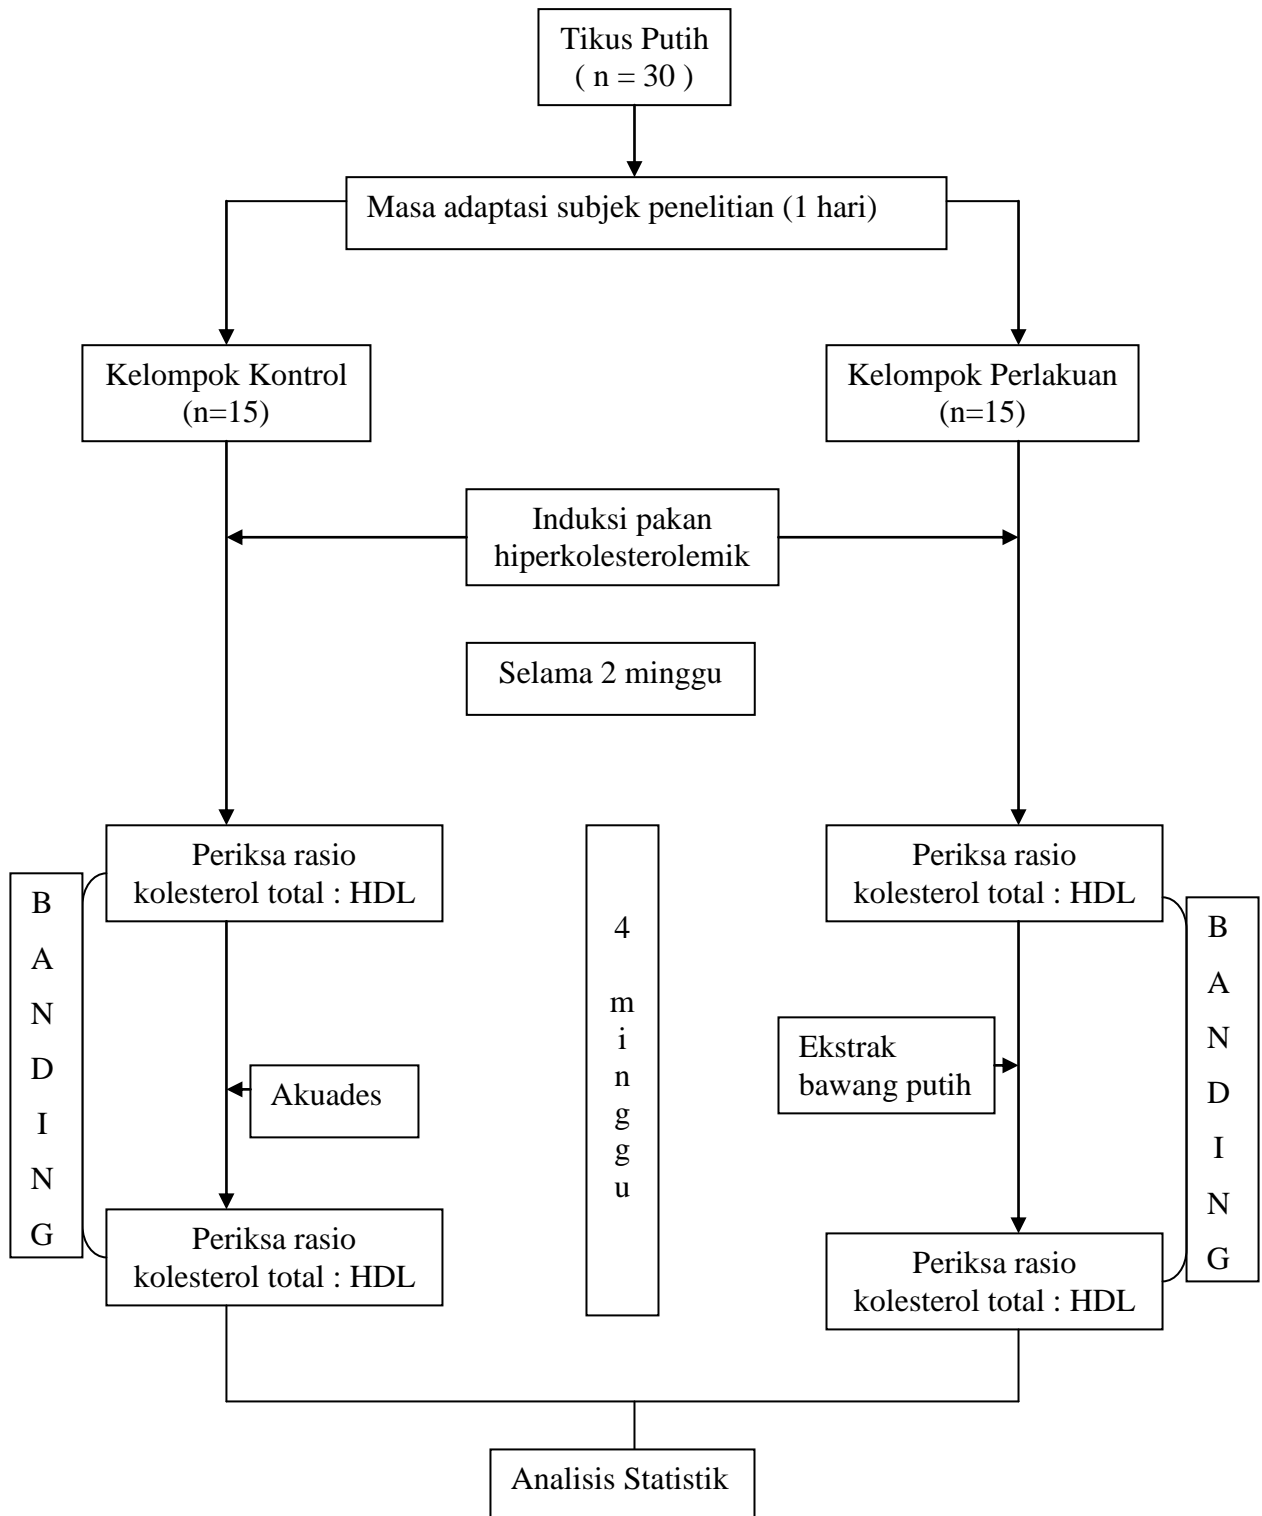 Tikus Putih
( n = 30 )
Masa adaptasi subjek penelitian (1 hari)
Kelompok Kontrol
(n=15)
Kelompok Perlakuan
(n=15)
Induksi pakan
hiperkolesterolemik
Selama 2 minggu
Periksa rasio
kolesterol total : HDL
Periksa rasio
kolesterol total : HDL
B
A
N
D
I
N
G
4
m
i
n
g
g
u
B
A
N
D
I
N
G
Akuades
Ekstrak
bawang putih
Periksa rasio
kolesterol total : HDL
Periksa rasio
kolesterol total : HDL
Analisis Statistik